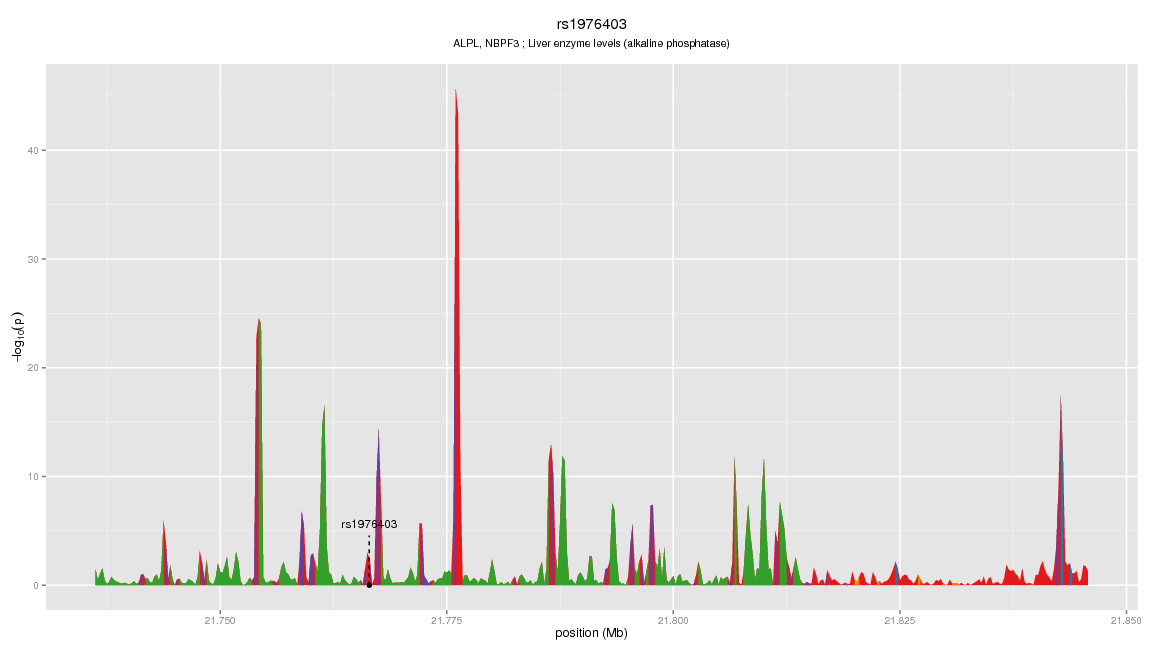 rs1976403
ALPL, NBPF3 ; Liver enzyme levels (alkaline phosphatase)
40
30
20
10
0
−log10(p)
rs1976403
21.750
21.775
21.800
21.825
21.850
position (Mb)